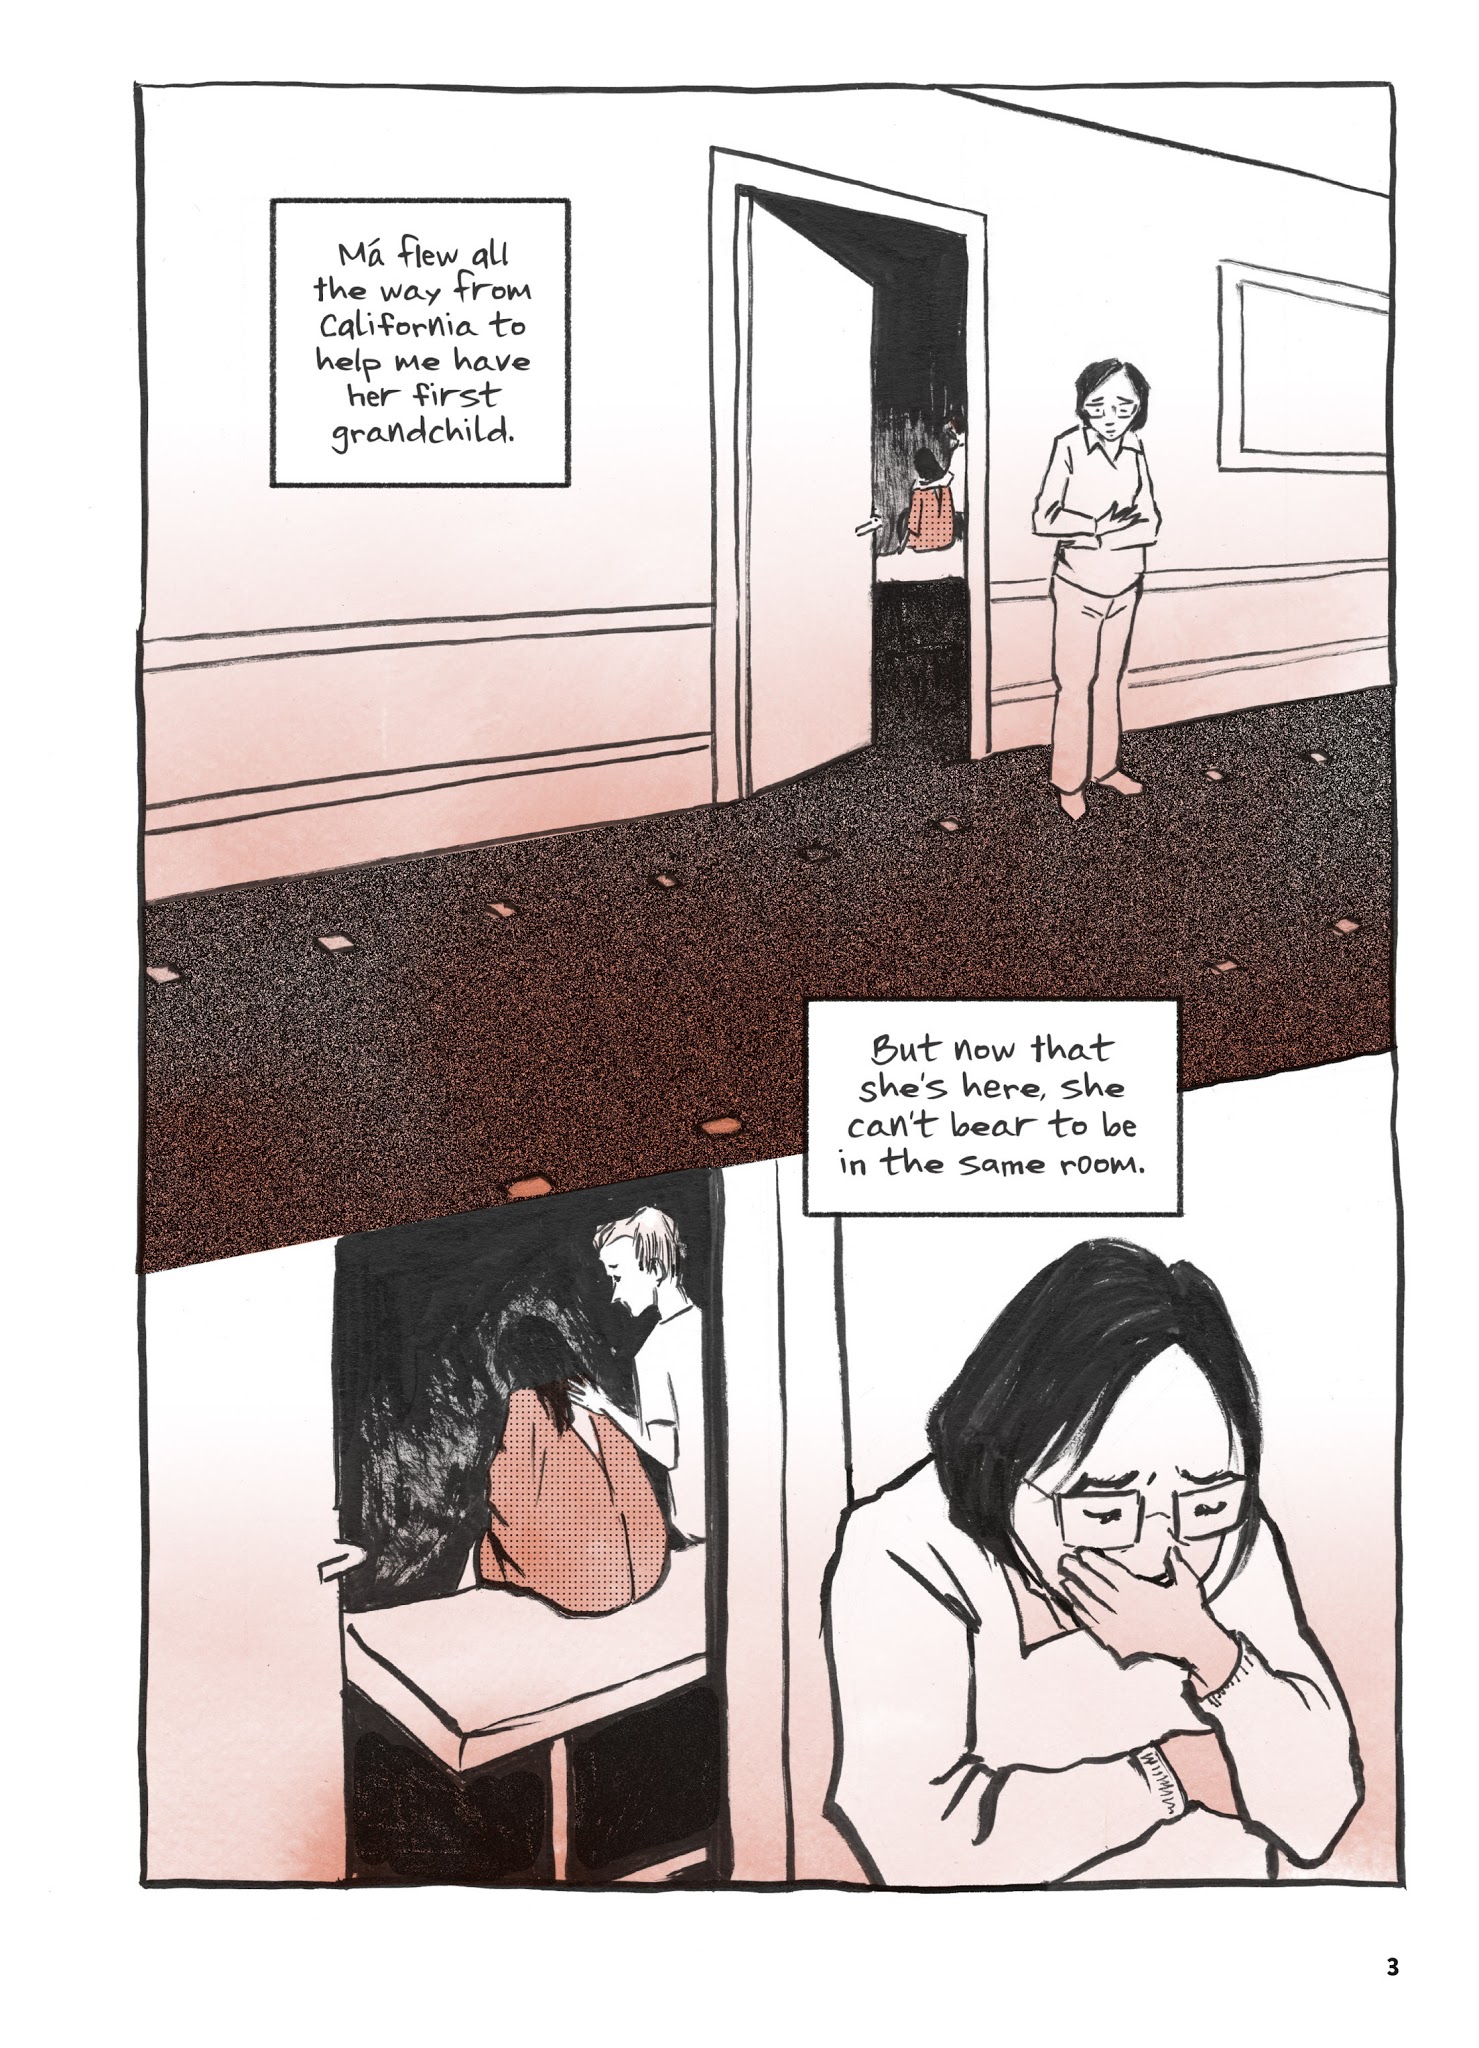 Má flew all
the way from
California to
help me have
her first
grandchild.
But now that
she's here, she
can't bear to be
in the same room.
3